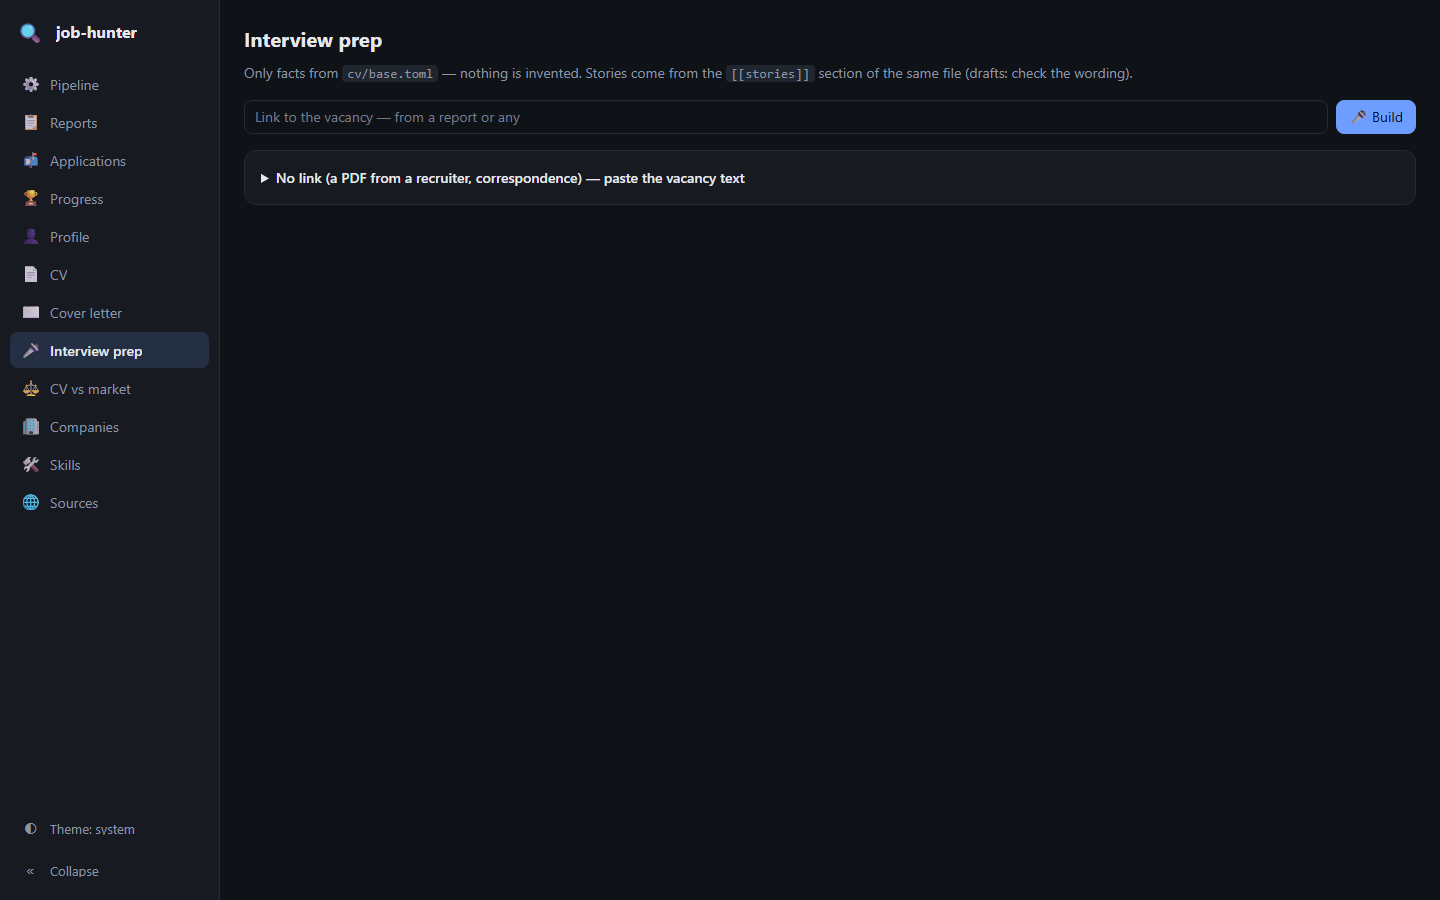 job-hunter
Pipeline
Reports
Applications
Progress
Profile
CV
Cover letter
Interview prep
CV vs market
Companies
Skills
Sources
Theme: system
« Collapse
Interview prep
Only facts from cv/base.toml — nothing is invented. Stories come from the [[stories]] section of the same file (drafts: check the wording).
Link to the vacancy — from a report or any
Build
No link (a PDF from a recruiter, correspondence) — paste the vacancy text